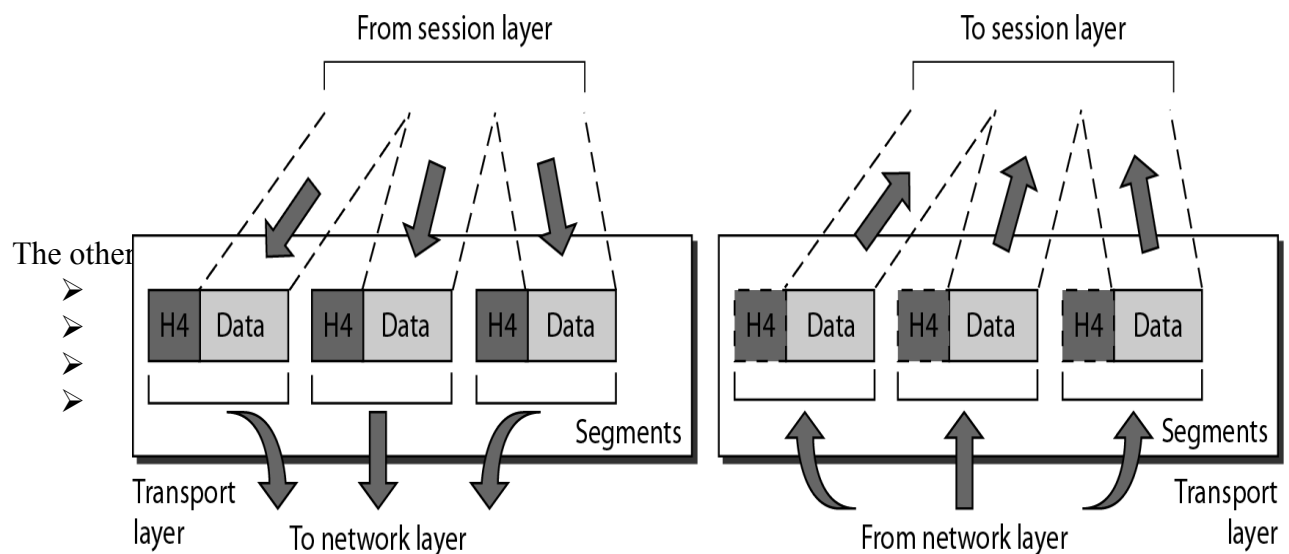 From session layer
To session layer
The other
➢
➢
➢
➢
H4 Data H4 Data H4 Data
H4 Data H4 Data H4 Data
Segments
Segments
Transport
layer
To network layer
From network layer
Transport
layer